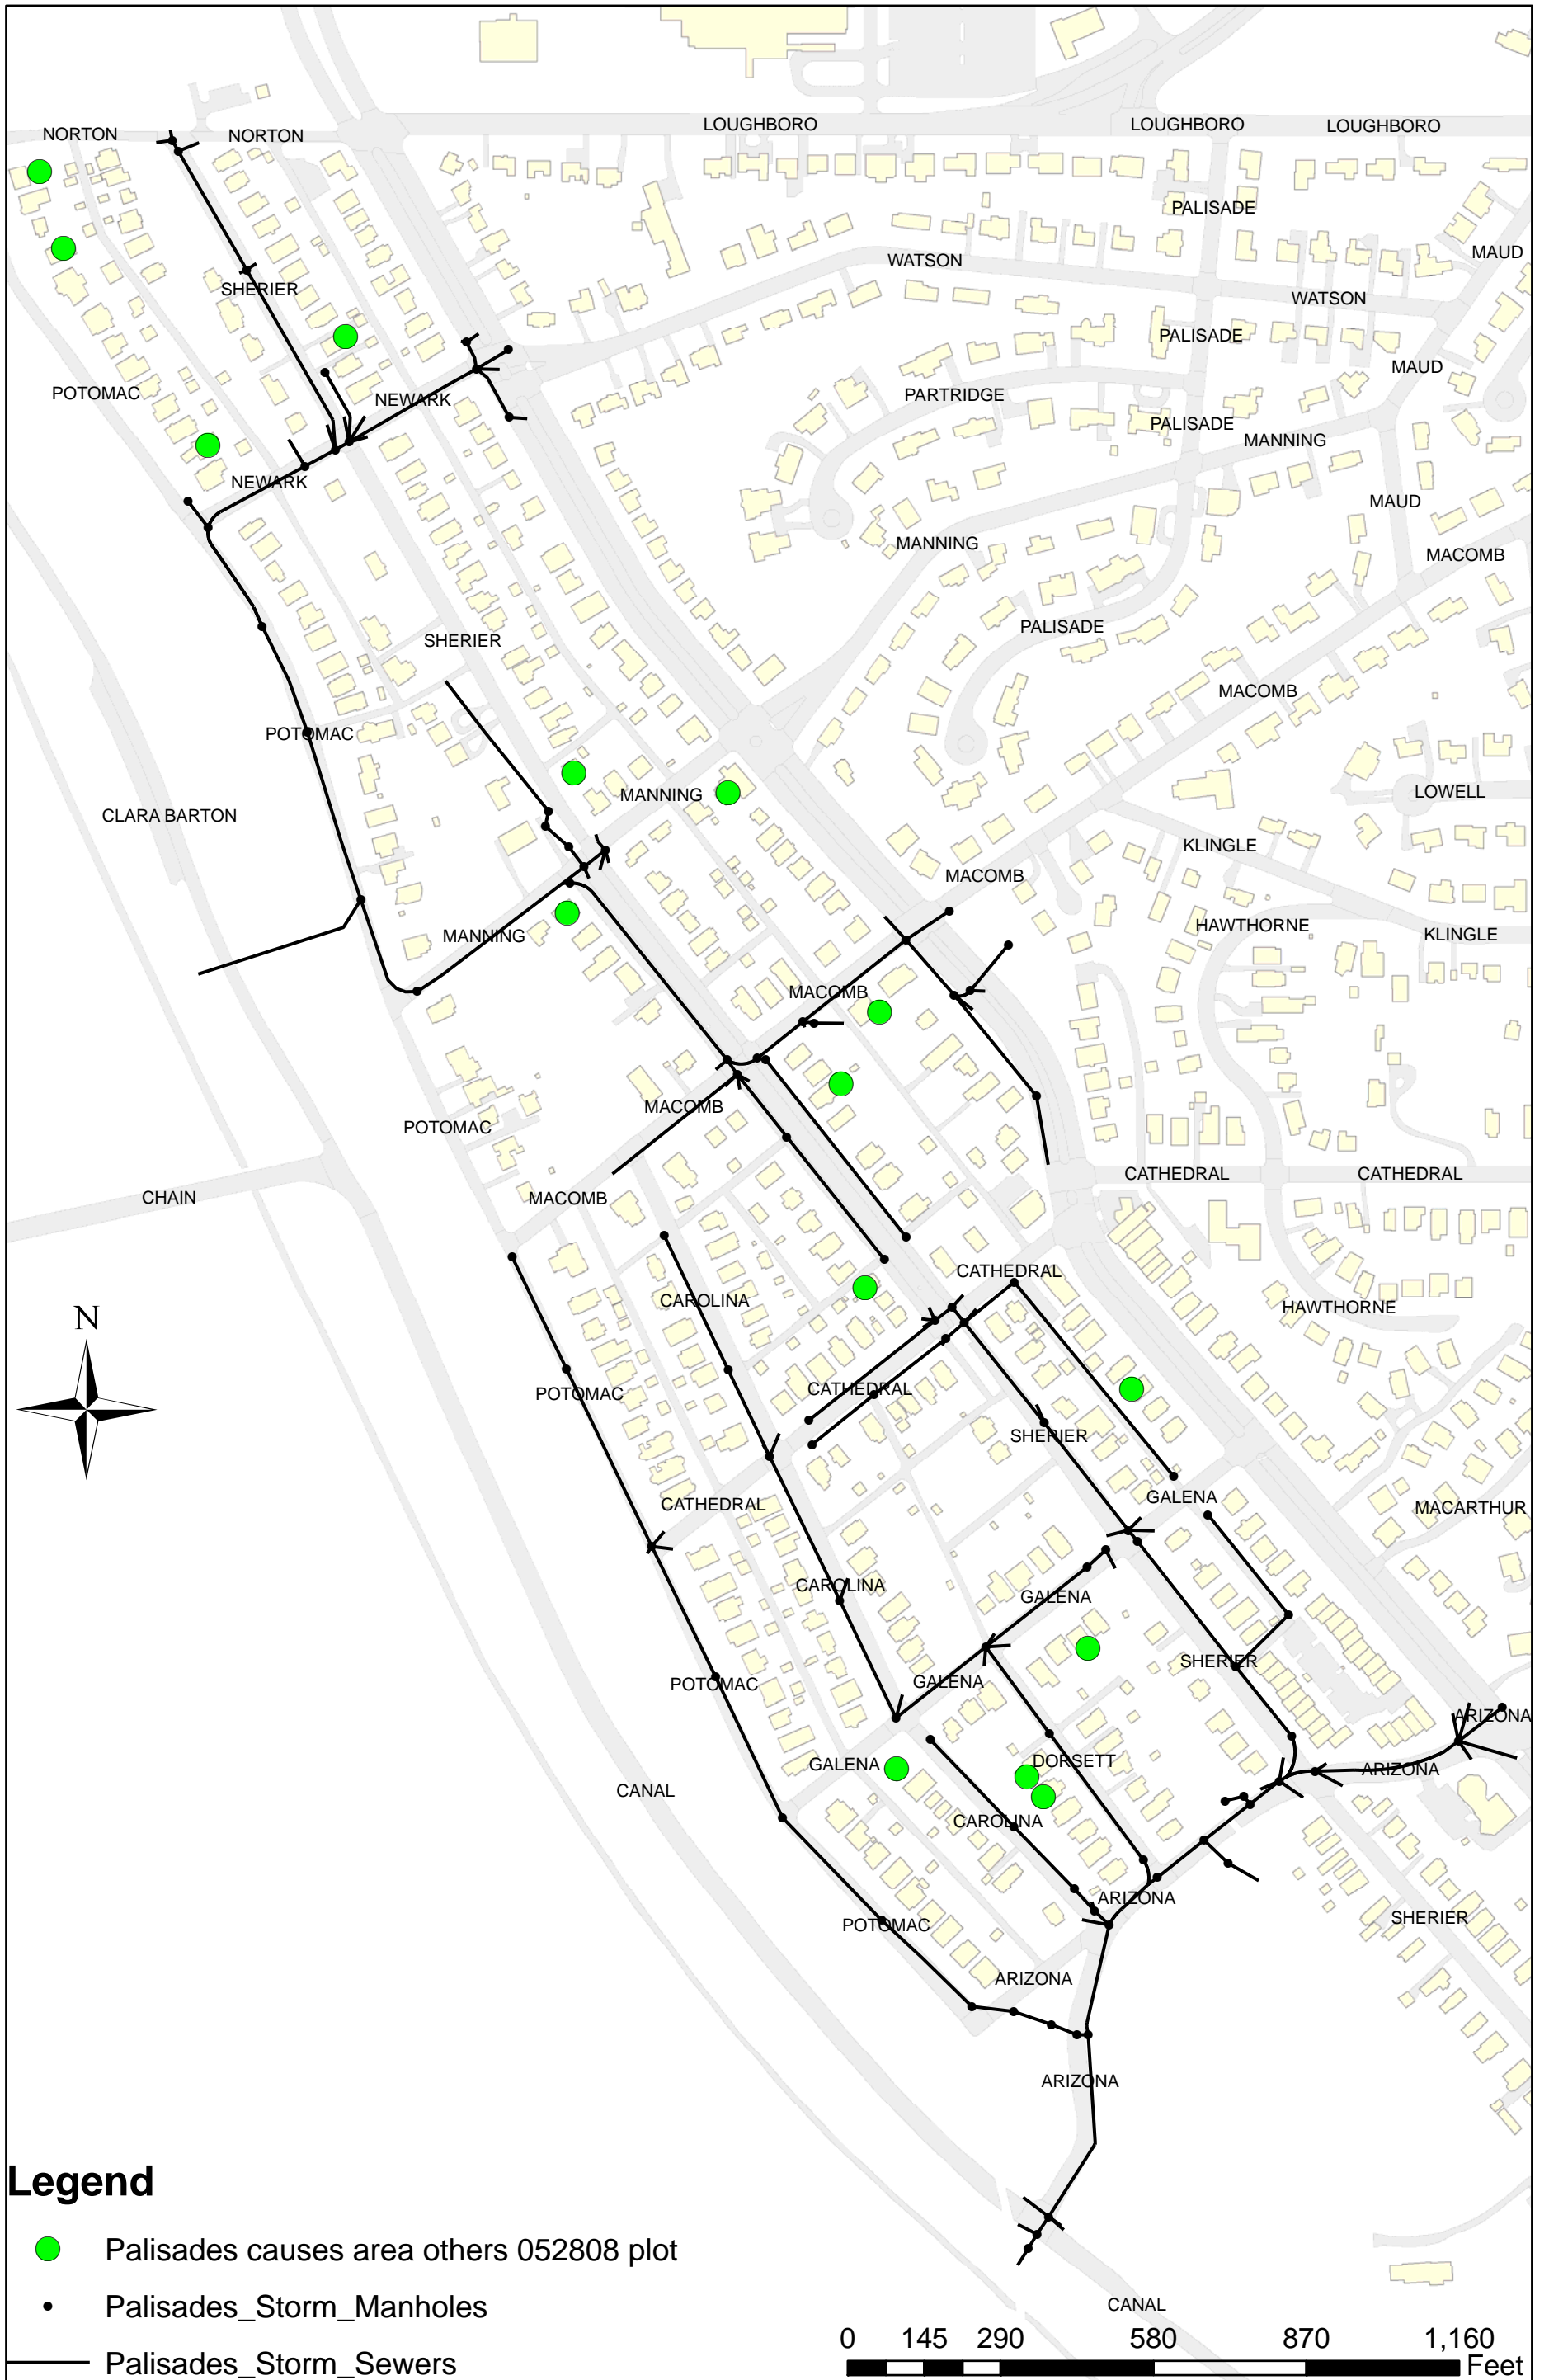 LOUGHBORO
LOUGHBORO
LOUGHBORO
NORTON
NORTON
PALISADE
MAUD
WATSON
SHERIER
WATSON
PALISADE
MAUD
POTOMAC
PARTRIDGE
NEWARK
PALISADE
MANNING
NEWARK
MAUD
MANNING
MACOMB
PALISADE
SHERIER
MACOMB
POTOMAC
LOWELL
MANNING
CLARA BARTON
KLINGLE
MACOMB
HAWTHORNE
KLINGLE
MANNING
MACOMB
MACOMB
POTOMAC
CATHEDRAL
CATHEDRAL
CHAIN
MACOMB
CATHEDRAL
CAROLINA
HAWTHORNE
N
CATHEDRAL
POTOMAC
SHERIER
GALENA
CATHEDRAL
MACARTHUR
CAROLINA
GALENA
SHERIER
GALENA
POTOMAC
ARIZONA
DORSETT
GALENA
ARIZONA
CANAL
CAROLINA
ARIZONA
SHERIER
POTOMAC
ARIZONA
ARIZONA
Legend
Palisades causes area others 052808 plot
Palisades_Storm_Manholes
Palisades_Storm_Sewers
CANAL
0 145 290 580 870 1,160
Feet